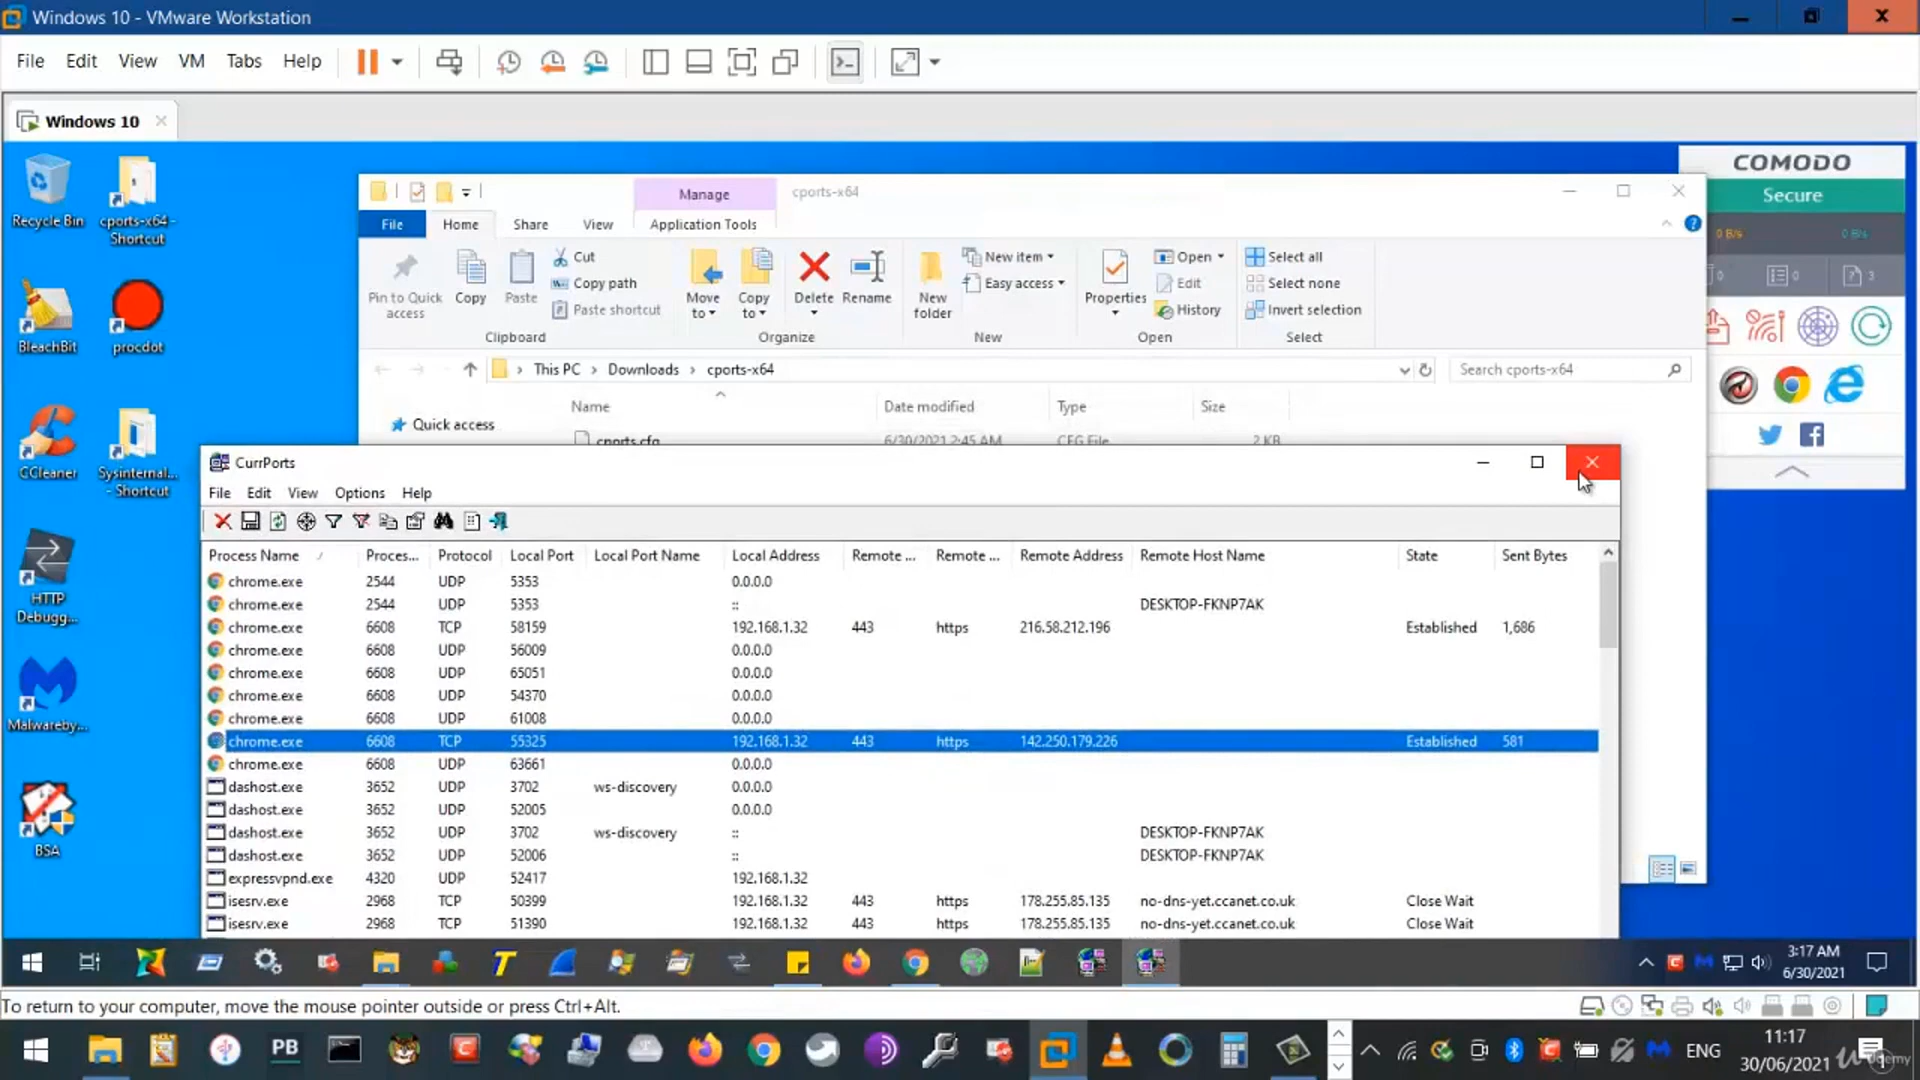 Windows 10 - VMware Workstation
File Edit View VM Tabs Help
Windows 10
Recycle Bin
cports-x64 -
Shortcut
BleachBit
procdot
CCleaner
Sysinternal...
- Shortcut
HTTP
Debugg...
Malwareby...
BSA
Manage
cports-x64
File Home Share View Application Tools
Pin to Quick
access
Copy
Paste
Cut
Copy path
Paste shortcut
Clipboard
Move
to
Copy
to
Delete
Rename
Organize
New
folder
New item
Easy access
New
Properties
Open
Edit
History
Open
Select all
Select none
Invert selection
Select
This PC Downloads cports-x64
Search cports-x64
Name Date modified Type Size
Quick access
cports.cfg 6/30/2021 2:45 AM CFG File 2 KB
COMODO
Secure
0 B/s 0 B/s
0 0 3
CurrPorts
File Edit View Options Help
Process Name Proces... Protocol Local Port Local Port Name Local Address Remote ... Remote ... Remote Address Remote Host Name State Sent Bytes
chrome.exe 2544 UDP 5353 0.0.0.0
chrome.exe 2544 UDP 5353 :: DESKTOP-FKNP7AK
chrome.exe 6608 TCP 58159 192.168.1.32 443 https 216.58.212.196 Established 1,686
chrome.exe 6608 UDP 56009 0.0.0.0
chrome.exe 6608 UDP 65051 0.0.0.0
chrome.exe 6608 UDP 54370 0.0.0.0
chrome.exe 6608 UDP 61008 0.0.0.0
chrome.exe 6608 TCP 55325 192.168.1.32 443 https 142.250.179.226 Established 581
chrome.exe 6608 UDP 63661 0.0.0.0
dashost.exe 3652 UDP 3702 ws-discovery 0.0.0.0
dashost.exe 3652 UDP 52005 0.0.0.0
dashost.exe 3652 UDP 3702 ws-discovery :: DESKTOP-FKNP7AK
dashost.exe 3652 UDP 52006 :: DESKTOP-FKNP7AK
expressvpnd.exe 4320 UDP 52417 192.168.1.32
isesrv.exe 2968 TCP 50399 192.168.1.32 443 https 178.255.85.135 no-dns-yet.ccanet.co.uk Close Wait
isesrv.exe 2968 TCP 51390 192.168.1.32 443 https 178.255.85.135 no-dns-yet.ccanet.co.uk Close Wait
3:17 AM
6/30/2021
To return to your computer, move the mouse pointer outside or press Ctrl+Alt.
PB
ENG
11:17
30/06/2021